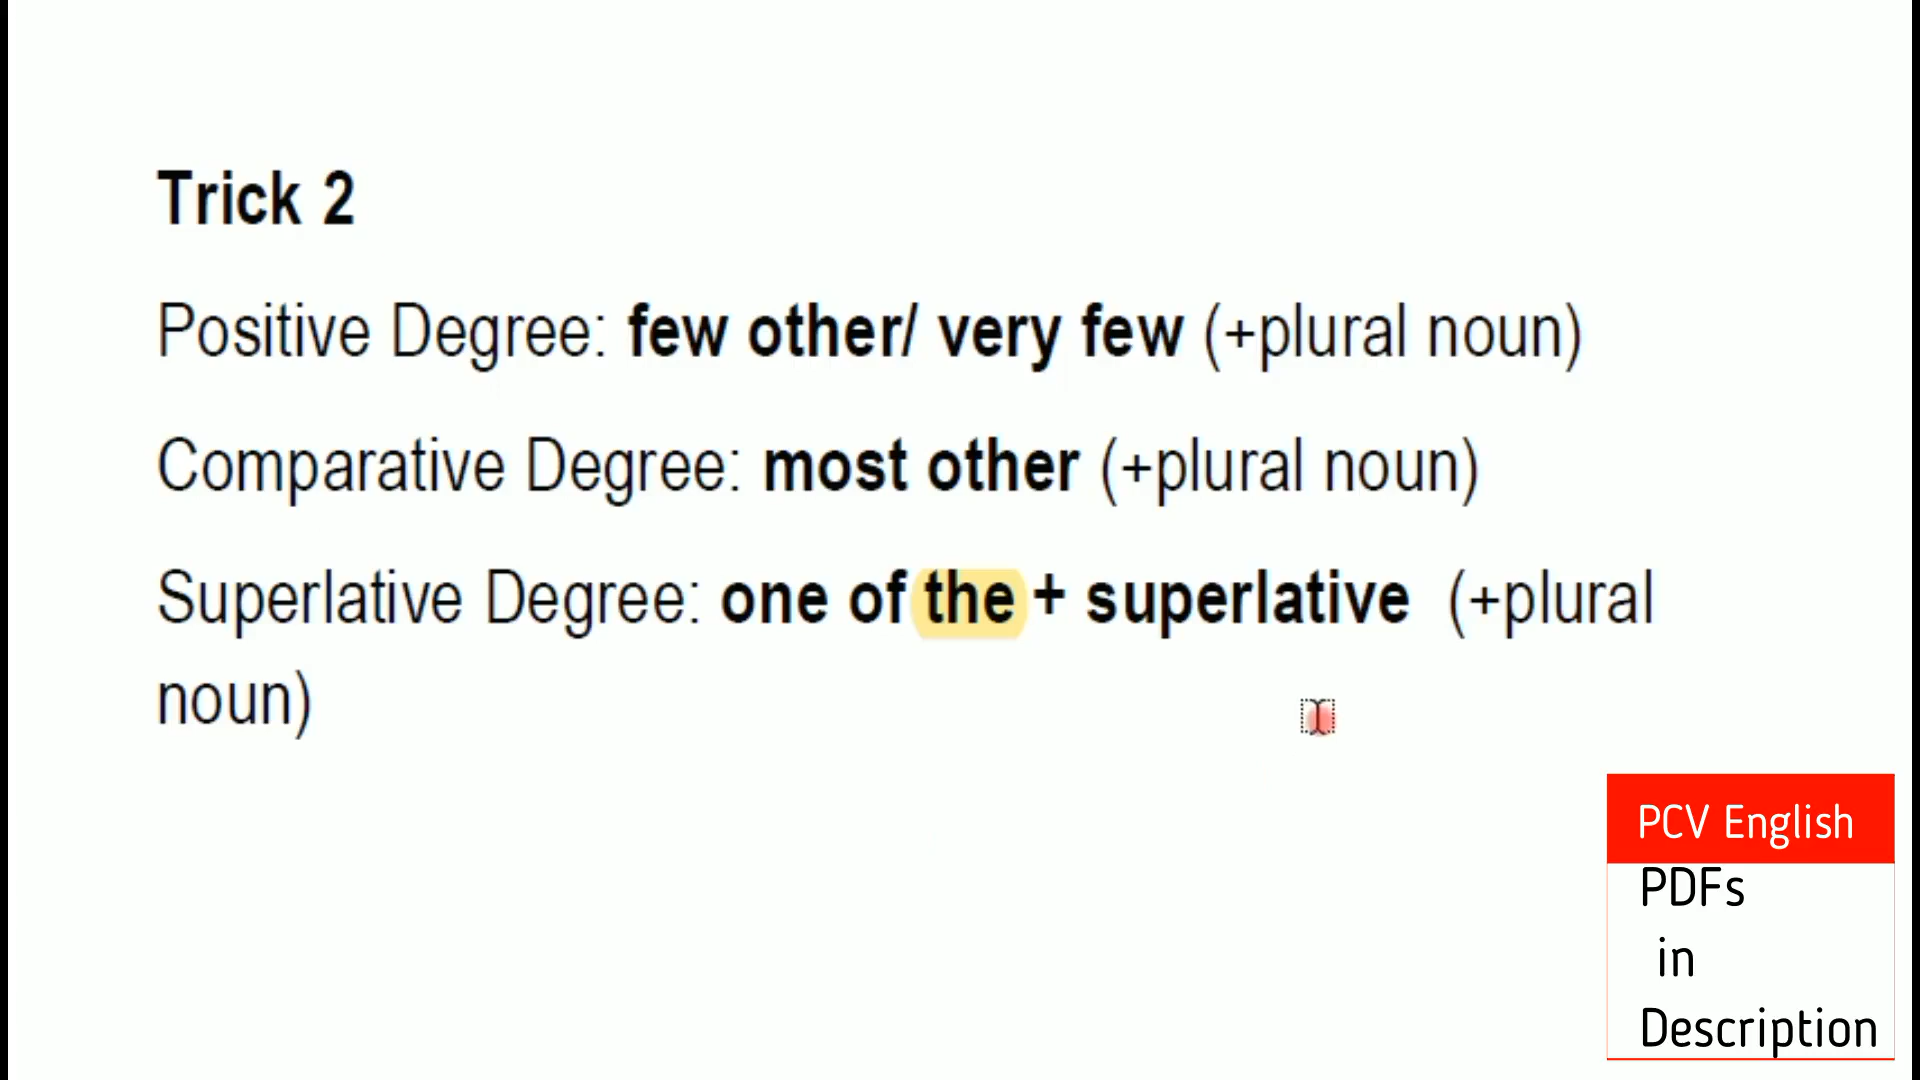 Trick 2
Positive Degree: few other/ very few (+plural noun)
Comparative Degree: most other (+plural noun)
Superlative Degree: one of the + superlative (+plural
noun)
PCV English
PDFs
in
Description